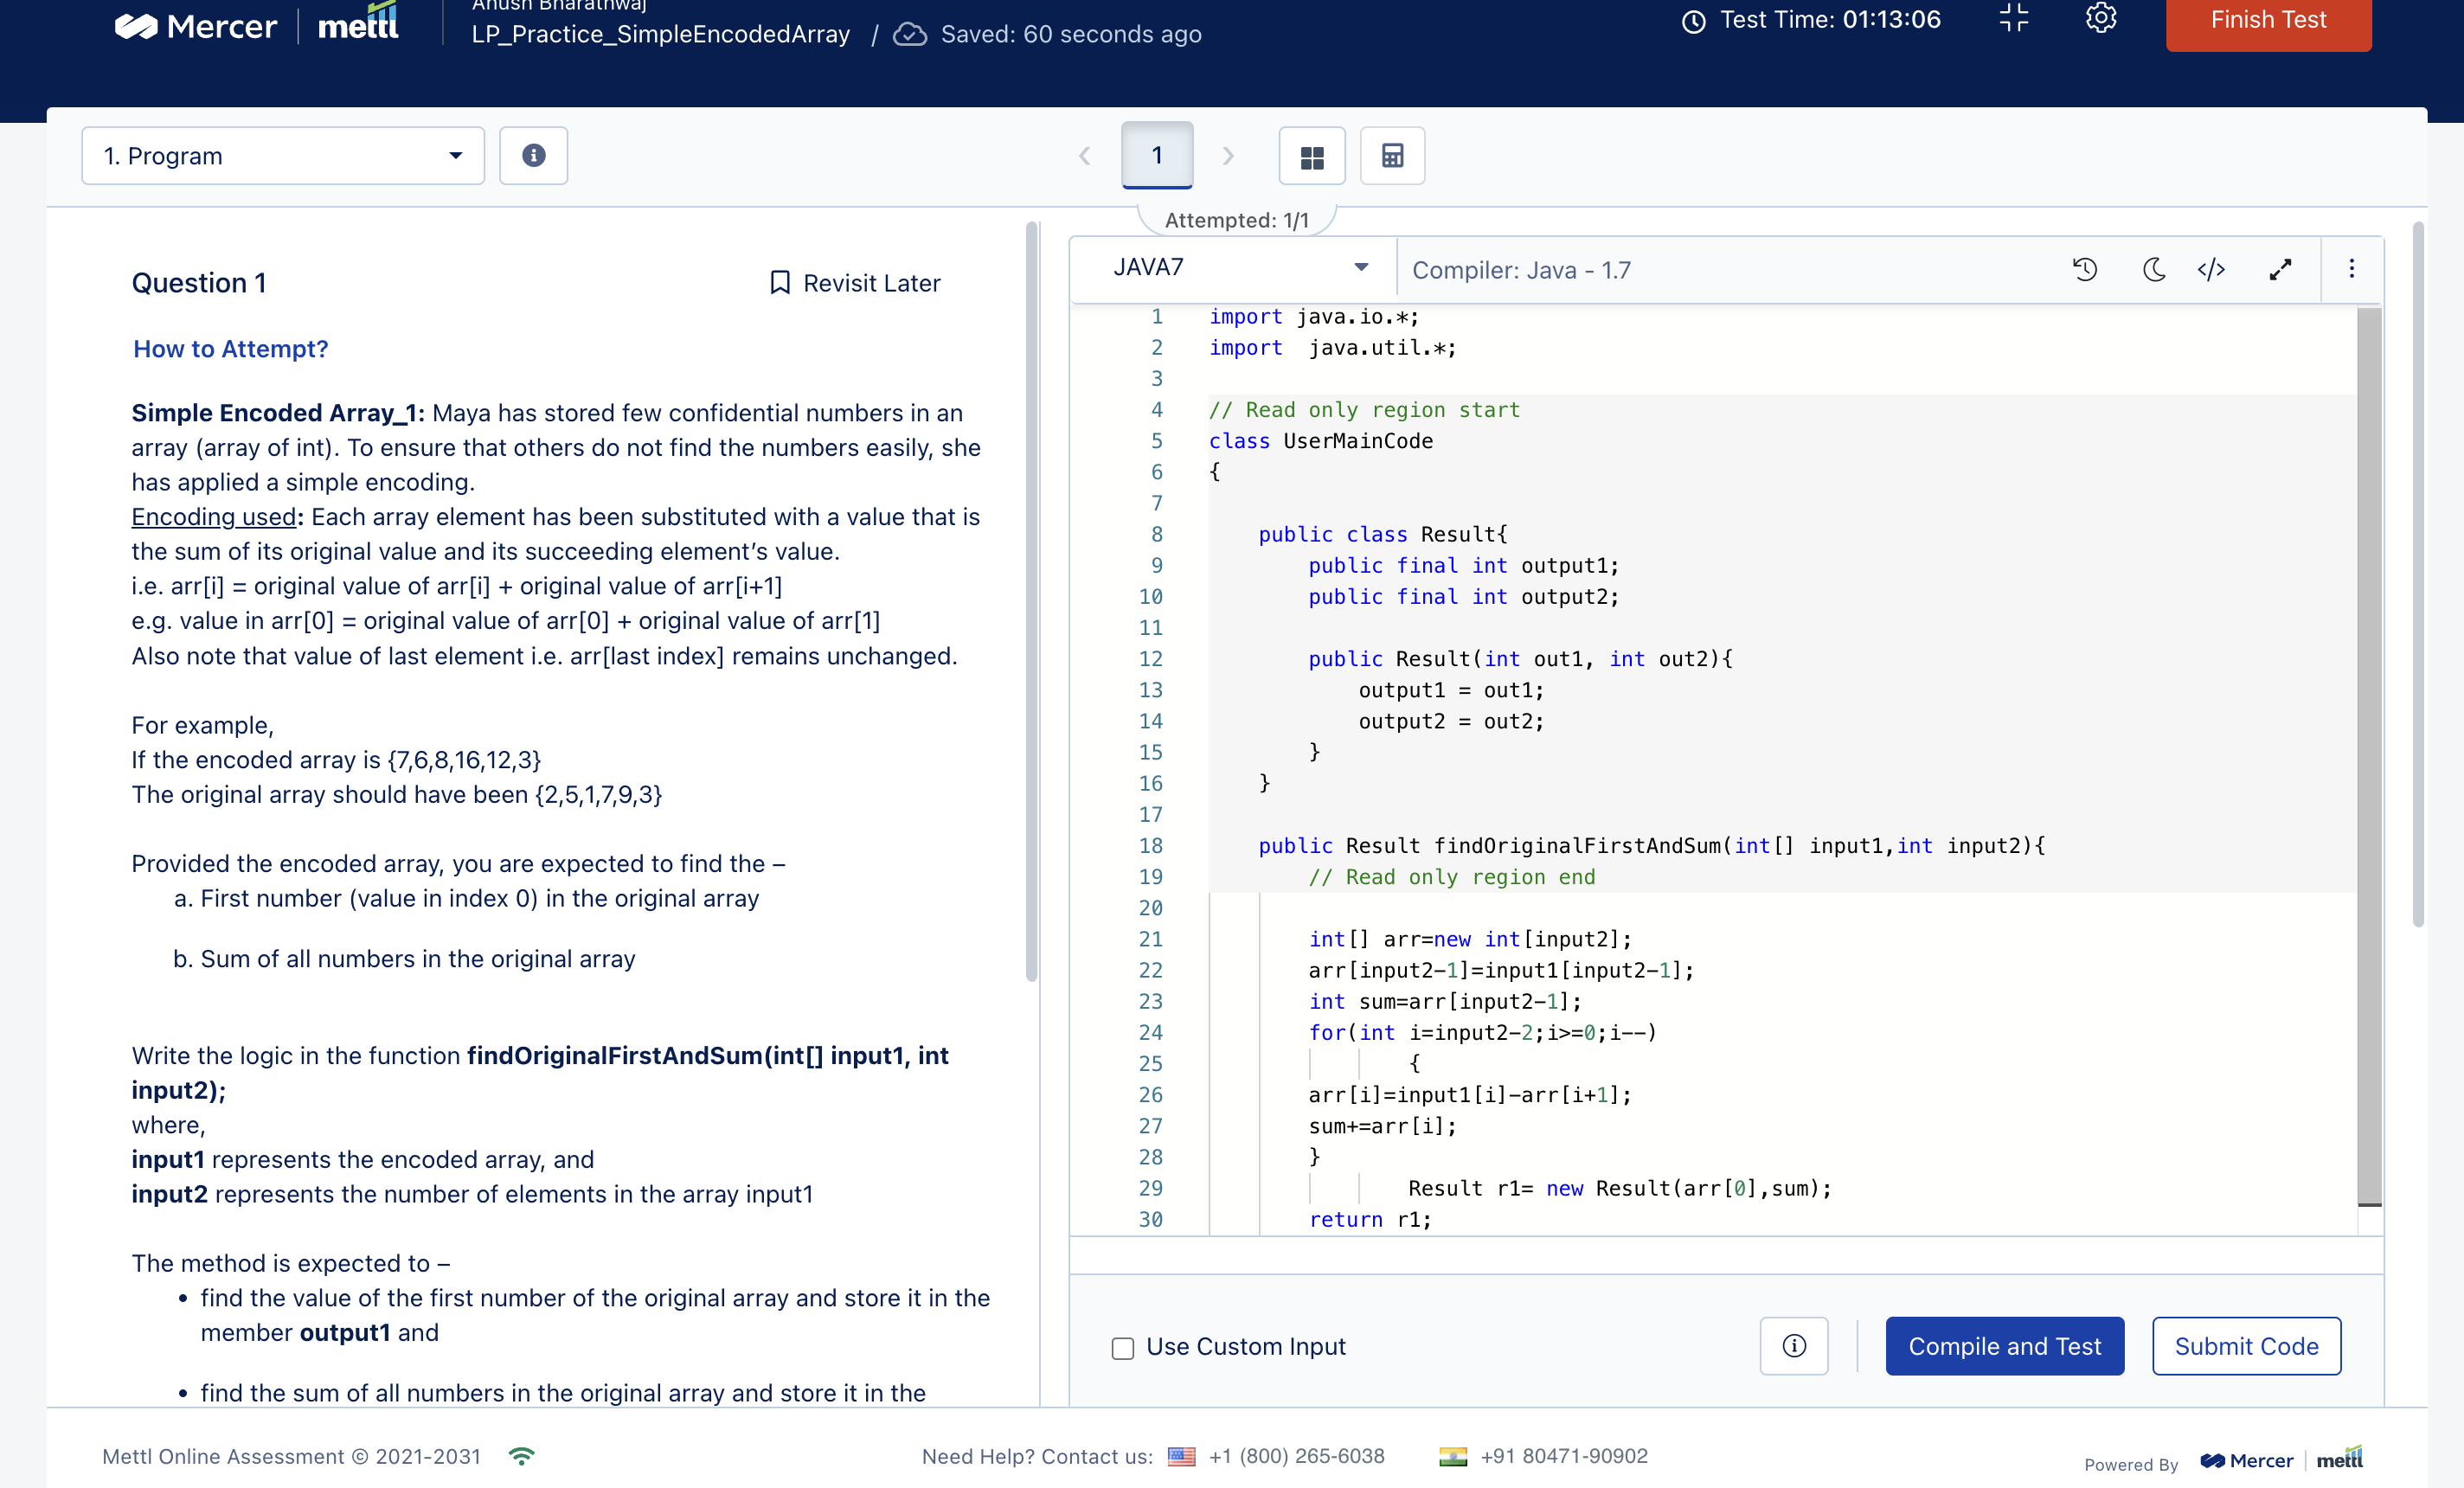 Mercer
mettl
Anush Bharathwaj
LP_Practice_SimpleEncodedArray / Saved: 60 seconds ago
Test Time: 01:13:06
Finish Test
1. Program
1
Attempted: 1/1
Question 1
Revisit Later
How to Attempt?
Simple Encoded Array_1: Maya has stored few confidential numbers in an
array (array of int). To ensure that others do not find the numbers easily, she
has applied a simple encoding.
Encoding used: Each array element has been substituted with a value that is
the sum of its original value and its succeeding element's value.
i.e. arr[i] = original value of arr[i] + original value of arr[i+1]
e.g. value in arr[0] = original value of arr[0] + original value of arr[1]
Also note that value of last element i.e. arr[last index] remains unchanged.
For example,
If the encoded array is {7,6,8,16,12,3}
The original array should have been {2,5,1,7,9,3}
Provided the encoded array, you are expected to find the –
a. First number (value in index 0) in the original array
b. Sum of all numbers in the original array
Write the logic in the function findOriginalFirstAndSum(int[] input1, int
input2);
where,
input1 represents the encoded array, and
input2 represents the number of elements in the array input1
The method is expected to –
• find the value of the first number of the original array and store it in the
member output1 and
• find the sum of all numbers in the original array and store it in the
JAVA7
Compiler: Java - 1.7
1 import java.io.*;
2 import  java.util.*;
3
4 // Read only region start
5 class UserMainCode
6 {
7
8     public class Result{
9         public final int output1;
10         public final int output2;
11
12         public Result(int out1, int out2){
13             output1 = out1;
14             output2 = out2;
15         }
16     }
17
18     public Result findOriginalFirstAndSum(int[] input1,int input2){
19         // Read only region end
20
21         int[] arr=new int[input2];
22         arr[input2-1]=input1[input2-1];
23         int sum=arr[input2-1];
24         for(int i=input2-2;i>=0;i--)
25                 {
26         arr[i]=input1[i]-arr[i+1];
27         sum+=arr[i];
28         }
29                 Result r1= new Result(arr[0],sum);
30         return r1;
Use Custom Input
Compile and Test
Submit Code
Mettl Online Assessment © 2021-2031
Need Help? Contact us: +1 (800) 265-6038
+91 80471-90902
Powered By
Mercer
mettl